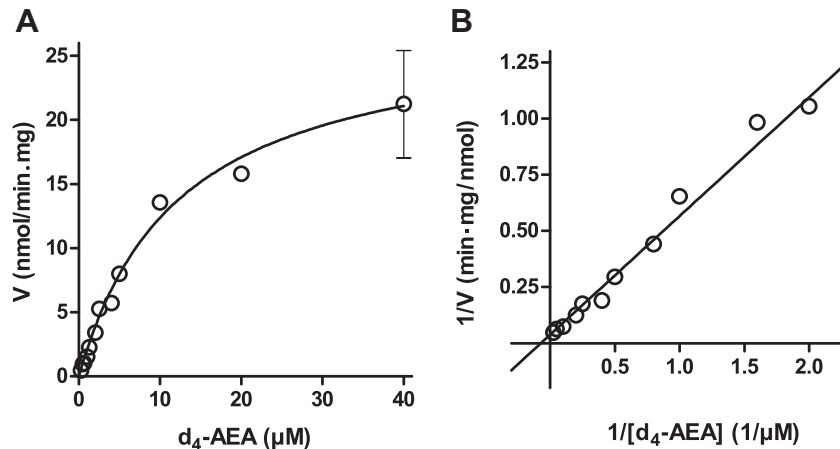 A
V (nmol/min.mg)
25
20
15
10
5
0
0 10 20 30 40
d₄-AEA (µM)
B
1/V (min·mg/nmol)
1.25
1.00
0.75
0.50
0.25
0.5 1.0 1.5 2.0
1/[d₄-AEA] (1/µM)